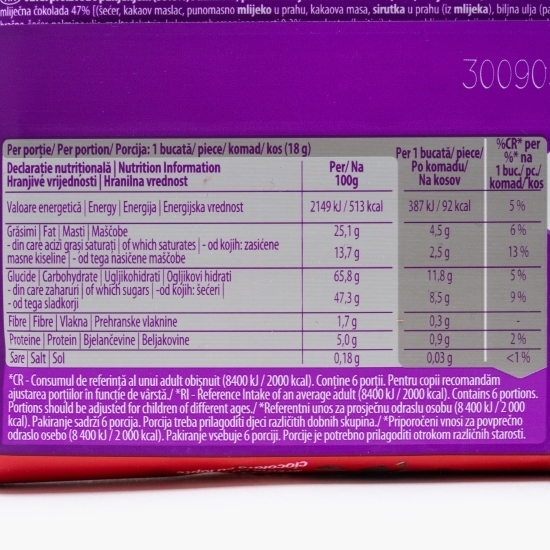 mliječna čokolada 47% ((šećer, kakaov maslac, punomasno mlijeko u prahu, kakaova masa, sirutka u prahu (iz mlijeka), biljna ulja (pa
30090
Per porție/ Per portion/ Porcija: 1 bucată/ piece/ komad/ kos (18 g)
Declarație nutrițională | Nutrition Information
Hranjive vrijednosti | Hranilna vrednost
Per/ Na
100g
Per 1 bucată/ piece/
Po komadu/
Na kosov
%CR* per
%* na
1 buc./ pc./
komad/kos
Valoare energetică | Energy | Energija | Energijska vrednost 2149 kJ / 513 kcal 387 kJ / 92 kcal 5 %
Grăsimi | Fat | Masti | Maščobe 25,1 g 4,5 g 6 %
- din care acizi grași saturați | of which saturates | - od kojih: zasićene
masne kiseline | - od tega nasičene maščobe 13,7 g 2,5 g 13 %
Glucide | Carbohydrate | Ugljikohidrati | Ogljikovi hidrati 65,8 g 11,8 g 5 %
- din care zaharuri | of which sugars | -od kojih: šećeri |
- od tega sladkorji 47,3 g 8,5 g 9 %
Fibre | Fibre | Vlakna | Prehranske vlaknine 1,7 g 0,3 g -
Proteine | Protein | Bjelančevine | Beljakovine 5,0 g 0,9 g 2 %
Sare | Salt | Sol 0,18 g 0,03 g <1 %
*CR - Consumul de referință al unui adult obișnuit (8400 kJ / 2000 kcal). Conține 6 porții. Pentru copii recomandăm
ajustarea porțiilor în funcție de vârstă./ *RI - Reference Intake of an average adult (8400 kJ / 2000 kcal). Contains 6 portions.
Portions should be adjusted for children of different ages./ *Referentni unos za prosječnu odraslu osobu (8 400 kJ / 2 000
kcal). Pakiranje sadrži 6 porcija. Porcija treba prilagoditi djeci različitih dobnih skupina./ *Priporočeni vnosi za povprečno
odraslo osebo (8 400 kJ / 2 000 kcal). Pakiranje vsebuje 6 porcij. Porcije je potrebno prilagoditi otrokom različnih starosti.